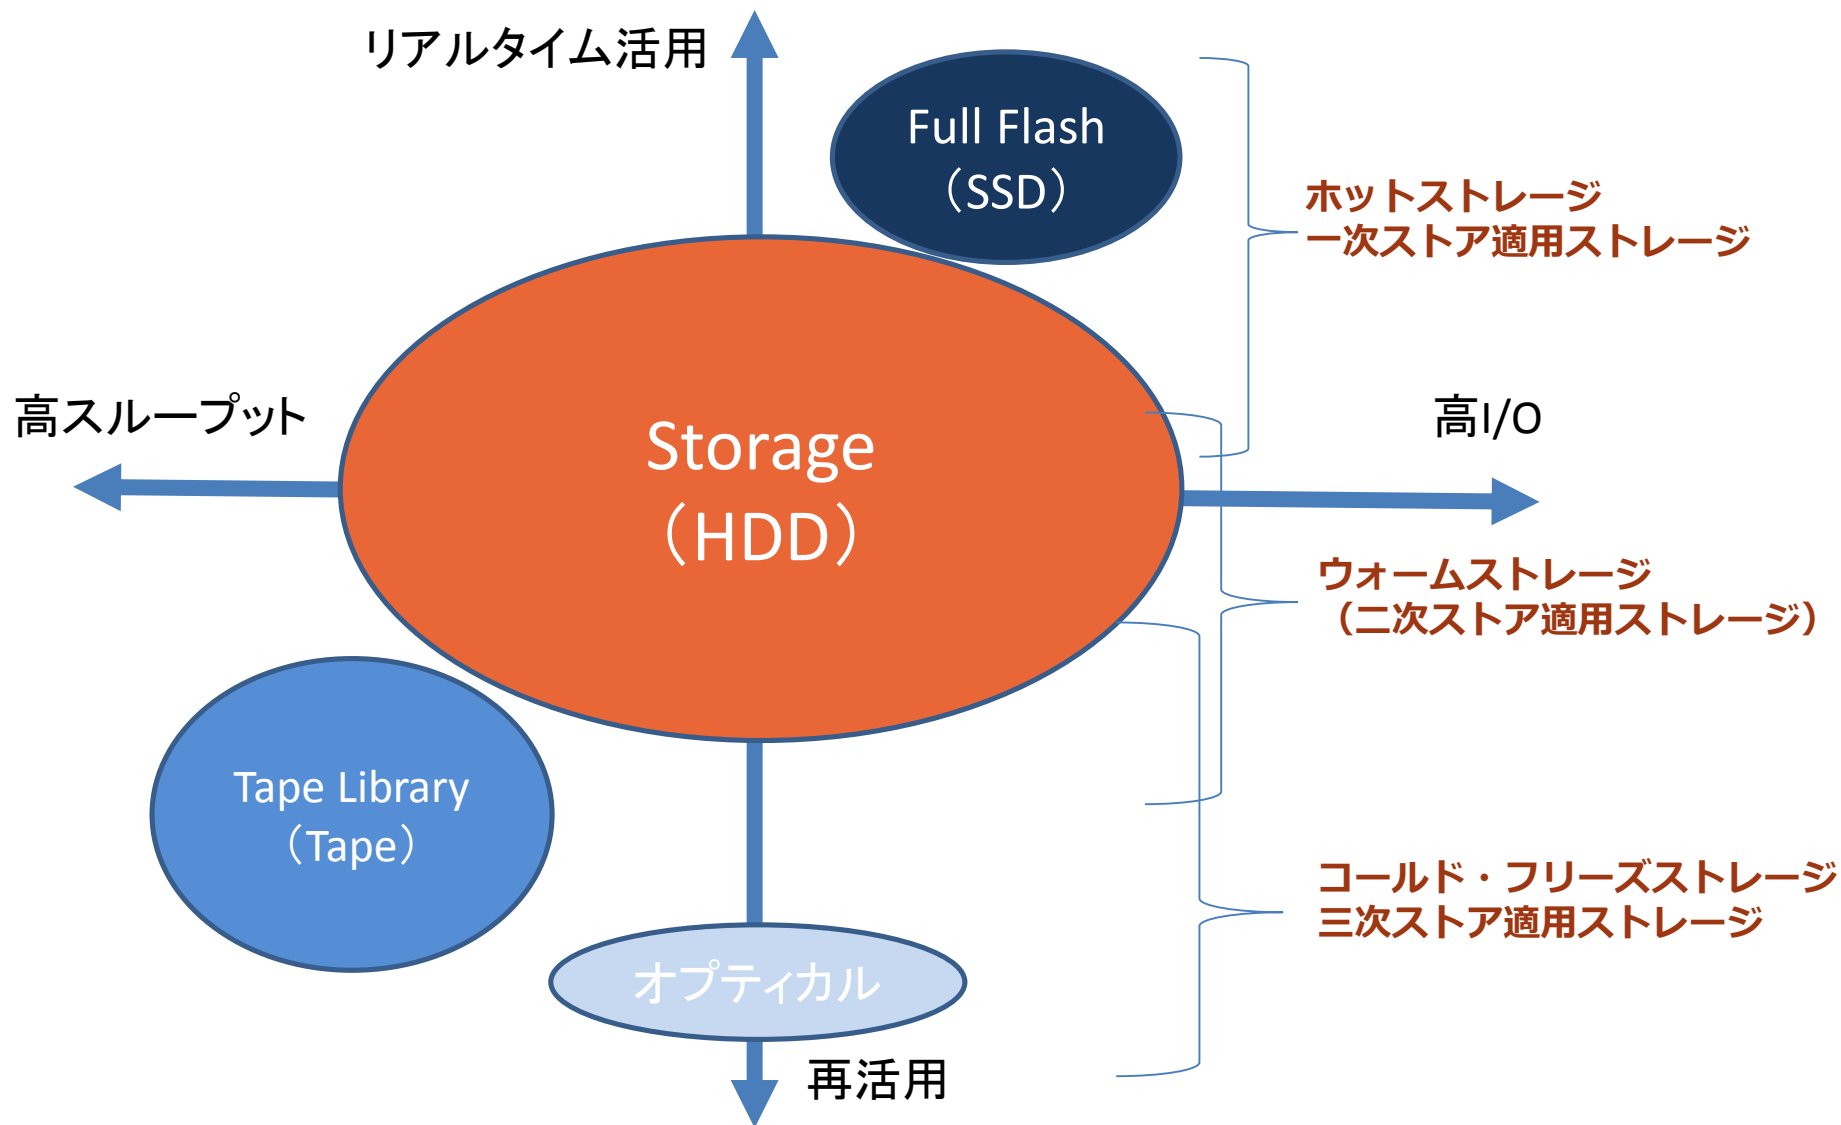 リアルタイム活用
Full Flash
（SSD）
ホットストレージ
一次ストア適用ストレージ
高スループット
Storage
（HDD）
高I/O
ウォームストレージ
（二次ストア適用ストレージ）
Tape Library
（Tape）
コールド・フリーズストレージ
三次ストア適用ストレージ
オプティカル
再活用